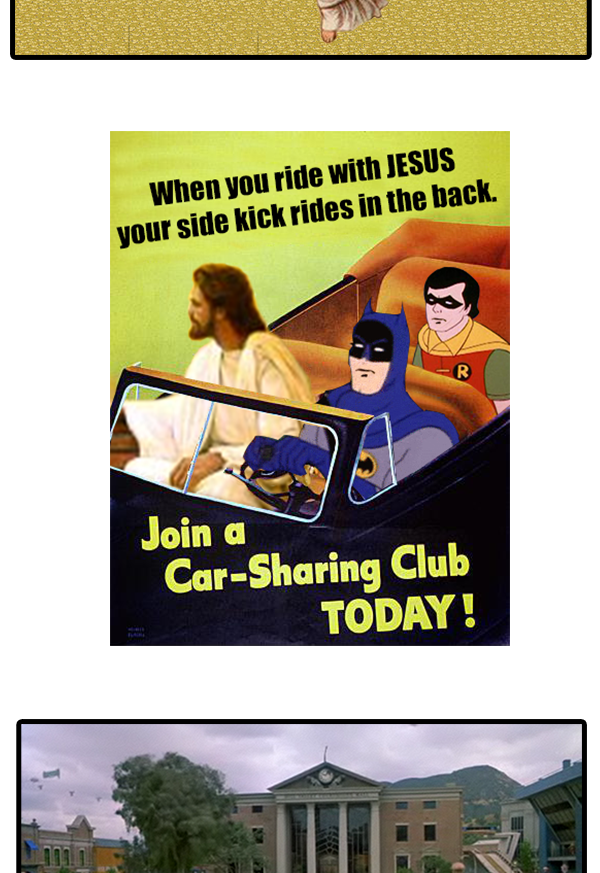 When you ride with JESUS
your side kick rides in the back.
R
Join a
Car-Sharing Club
TODAY!